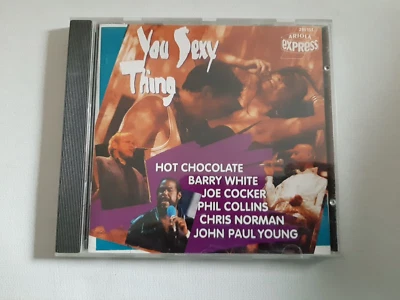 You Sexy
Thing
ARIOLA
EXPRESS
HOT CHOCOLATE
BARRY WHITE
JOE COCKER
PHIL COLLINS
CHRIS NORMAN
JOHN PAUL YOUNG